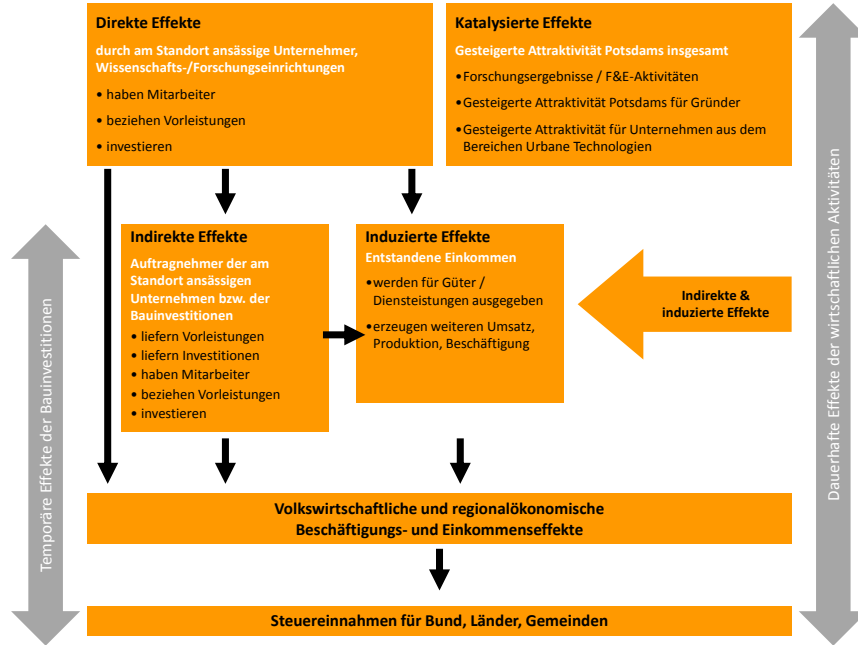 Direkte Effekte
durch am Standort ansässige Unternehmer,
Wissenschafts-/Forschungseinrichtungen
• haben Mitarbeiter
• beziehen Vorleistungen
• investieren
Katalysierte Effekte
Gesteigerte Attraktivität Potsdams insgesamt
•Forschungsergebnisse / F&E-Aktivitäten
•Gesteigerte Attraktivität Potsdams für Gründer
•Gesteigerte Attraktivität für Unternehmen aus dem
Bereichen Urbane Technologien
Indirekte Effekte
Auftragnehmer der am
Standort ansässigen
Unternehmen bzw. der
Bauinvestitionen
• liefern Vorleistungen
• liefern Investitionen
• haben Mitarbeiter
• beziehen Vorleistungen
• investieren
Induzierte Effekte
Entstandene Einkommen
•werden für Güter /
Diensteistungen ausgegeben
•erzeugen weiteren Umsatz,
Produktion, Beschäftigung
Indirekte &
induzierte Effekte
Volkswirtschaftliche und regionalökonomische
Beschäftigungs- und Einkommenseffekte
Steuereinnahmen für Bund, Länder, Gemeinden
Temporäre Effekte der Bauinvestitionen
Dauerhafte Effekte der wirtschaftlichen Aktivitäten